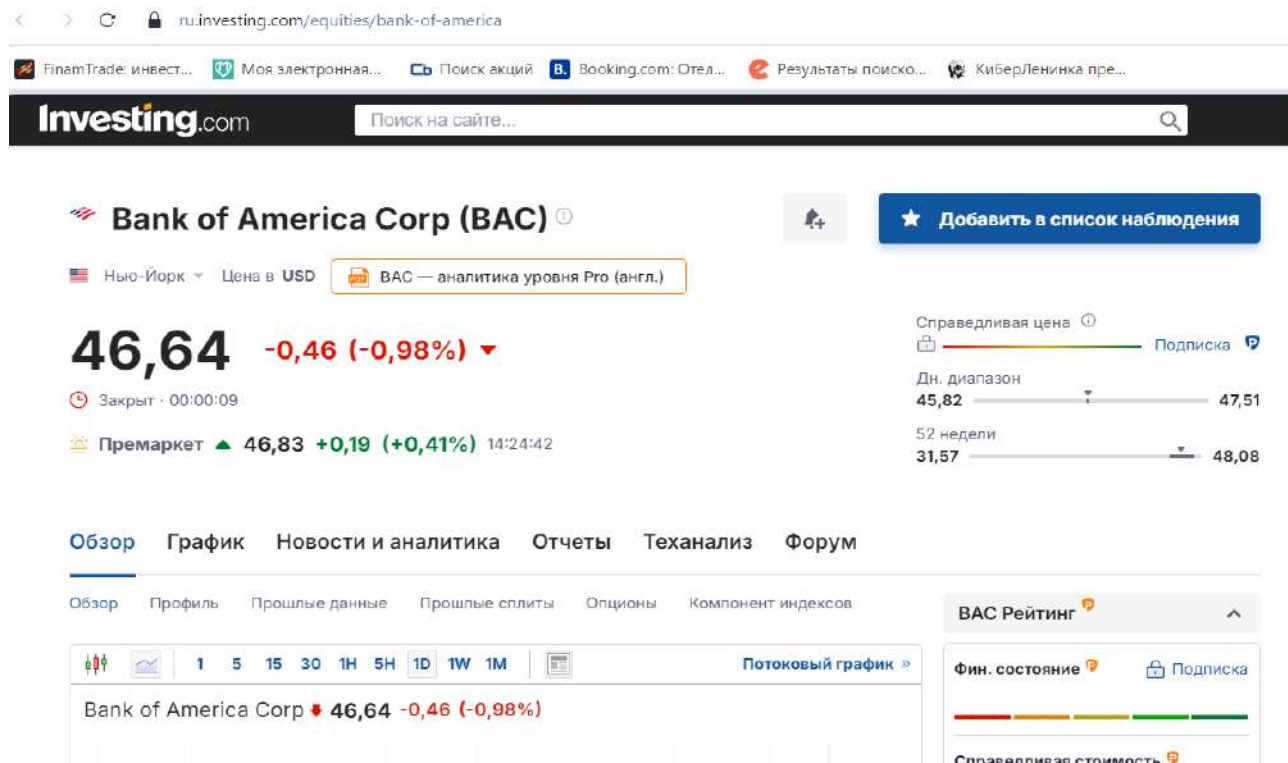 ru.investing.com/equities/bank-of-america
FinamTrade: инвест... Моя электронная... Cb Поиск акций B. Booking.com: Отел... Результаты поиско... КиберЛенинка пре...
Investing.com Поиск на сайте...
Bank of America Corp (BAC)
Добавить в список наблюдения
Нью-Йорк Цена в USD BAC — аналитика уровня Pro (англ.)
46,64 -0,46 (-0,98%)
Справедливая цена
Подписка
Закрыт · 00:00:09
Дн. диапазон
45,82 47,51
Премаркет 46,83 +0,19 (+0,41%) 14:24:42
52 недели
31,57 48,08
Обзор График Новости и аналитика Отчеты Теханализ Форум
Обзор Профиль Прошлые данные Прошлые сплиты Опционы Компонент индексов
BAC Рейтинг
1 5 15 30 1H 5H 1D 1W 1M Потоковый график »
Фин. состояние Подписка
Bank of America Corp 46,64 -0,46 (-0,98%)
Справедливая стоимость